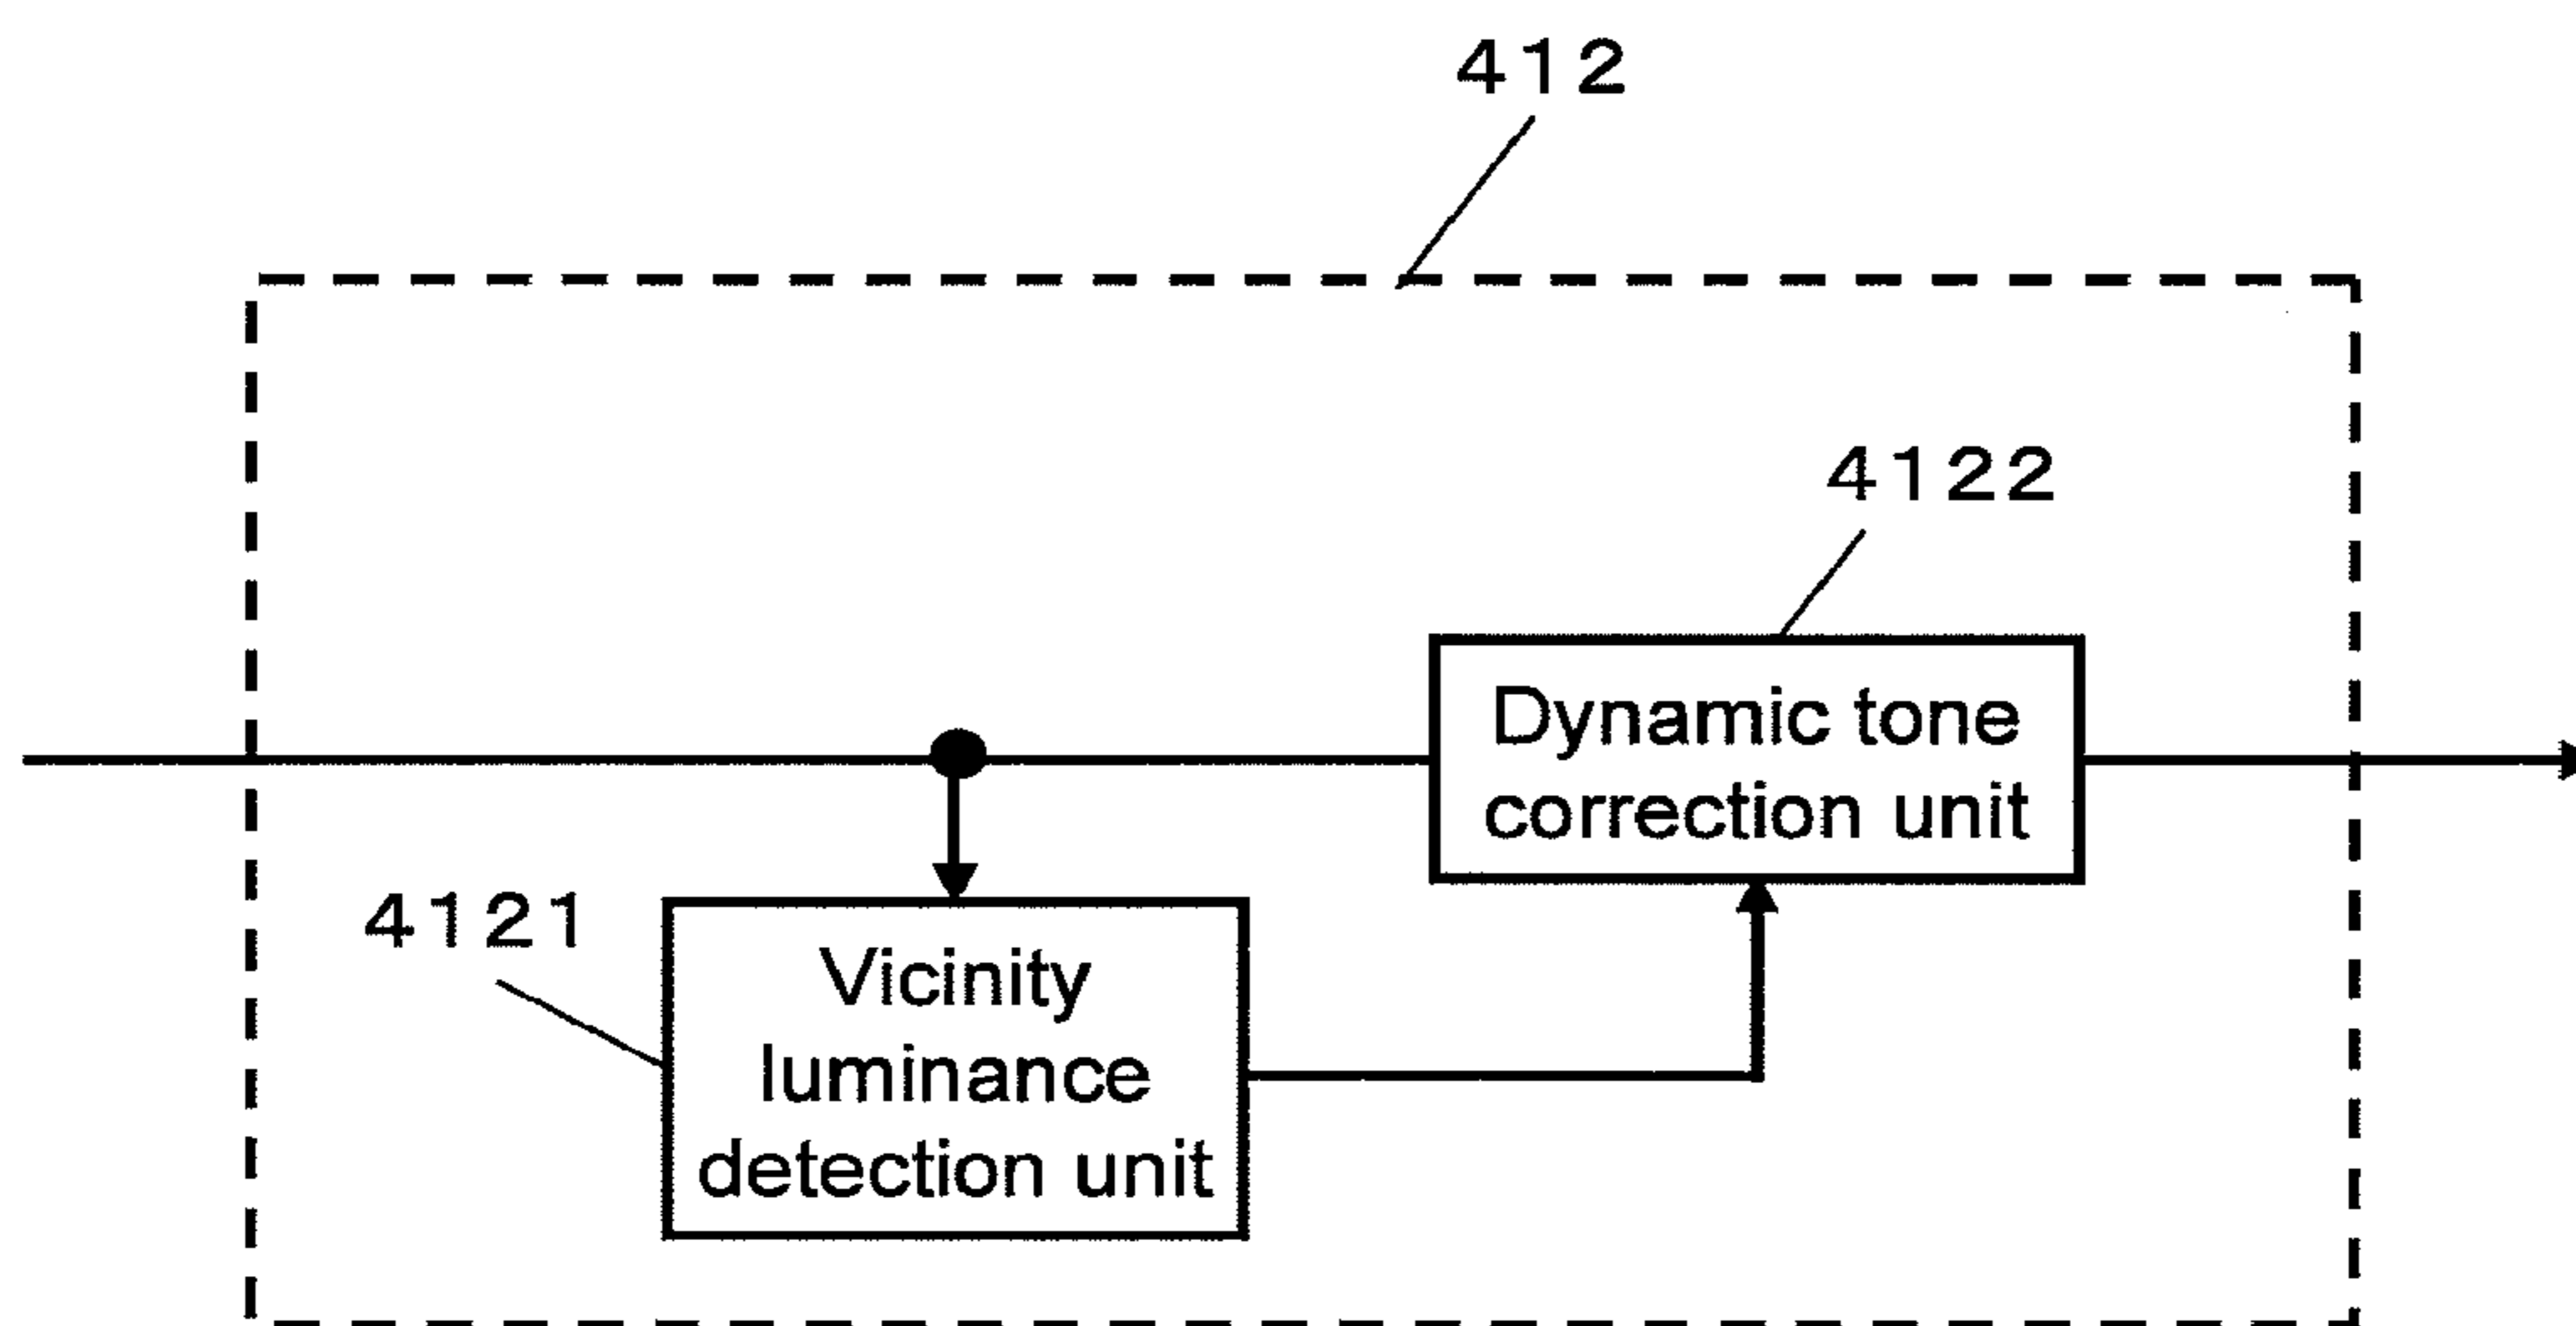 412
4122
Dynamic tone
correction unit
4121
Vicinity
luminance
detection unit